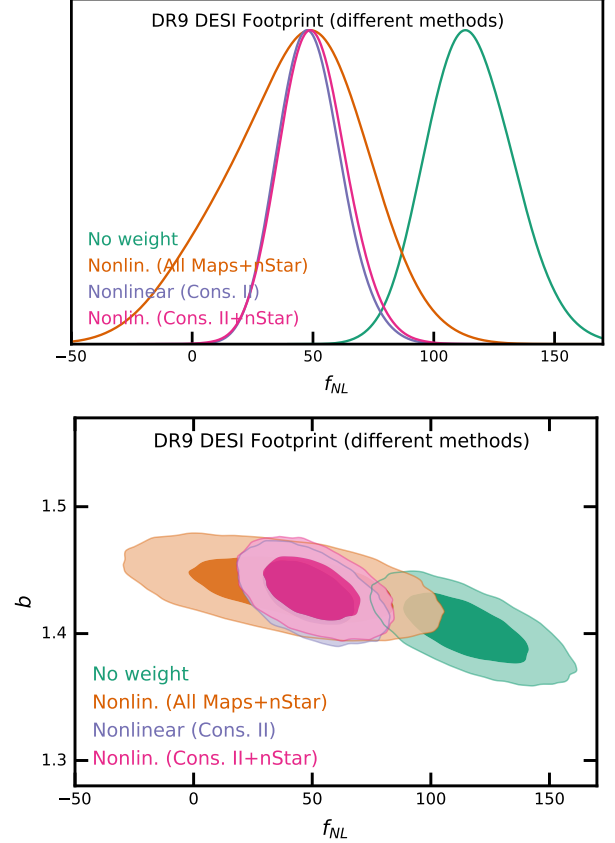 DR9 DESI Footprint (different methods)
No weight
Nonlin. (All Maps+nStar)
Nonlinear (Cons. II)
Nonlin. (Cons. II+nStar)
−50 0 50 100 150
f_NL
DR9 DESI Footprint (different methods)
1.5
b
1.4
No weight
Nonlin. (All Maps+nStar)
Nonlinear (Cons. II)
1.3
Nonlin. (Cons. II+nStar)
−50 0 50 100 150
f_NL